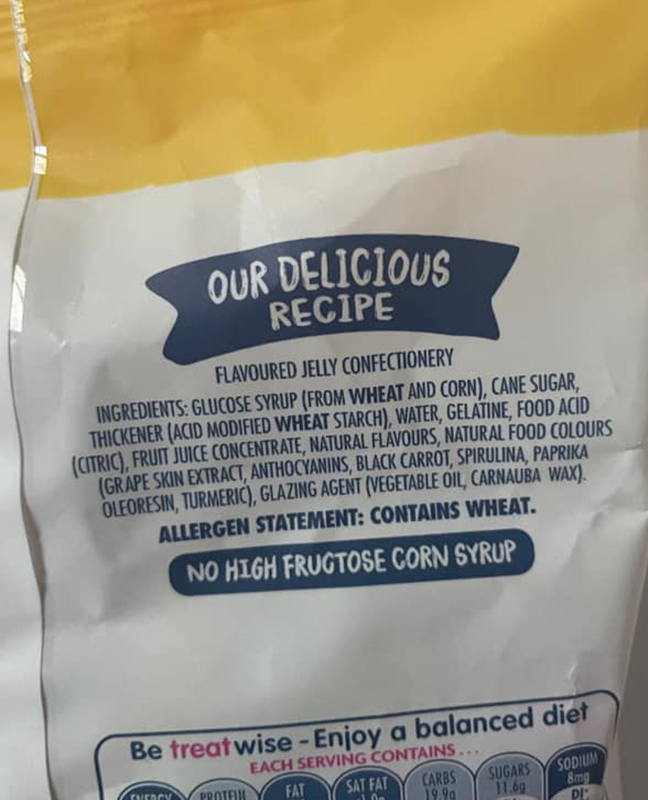 OUR DELICIOUS
RECIPE
FLAVOURED JELLY CONFECTIONERY
INGREDIENTS: GLUCOSE SYRUP (FROM WHEAT AND CORN), CANE SUGAR,
THICKENER (ACID MODIFIED WHEAT STARCH), WATER, GELATINE, FOOD ACID
(CITRIC), FRUIT JUICE CONCENTRATE, NATURAL FLAVOURS, NATURAL FOOD COLOURS
(GRAPE SKIN EXTRACT, ANTHOCYANINS, BLACK CARROT, SPIRULINA, PAPRIKA
OLEORESIN, TURMERIC), GLAZING AGENT (VEGETABLE OIL, CARNAUBA WAX).
ALLERGEN STATEMENT: CONTAINS WHEAT.
NO HIGH FRUCTOSE CORN SYRUP
Be treatwise - Enjoy a balanced diet
EACH SERVING CONTAINS...
ENERGY PROTEIN FAT SAT FAT CARBS SUGARS SODIUM
19.9g 11.6g 8mg